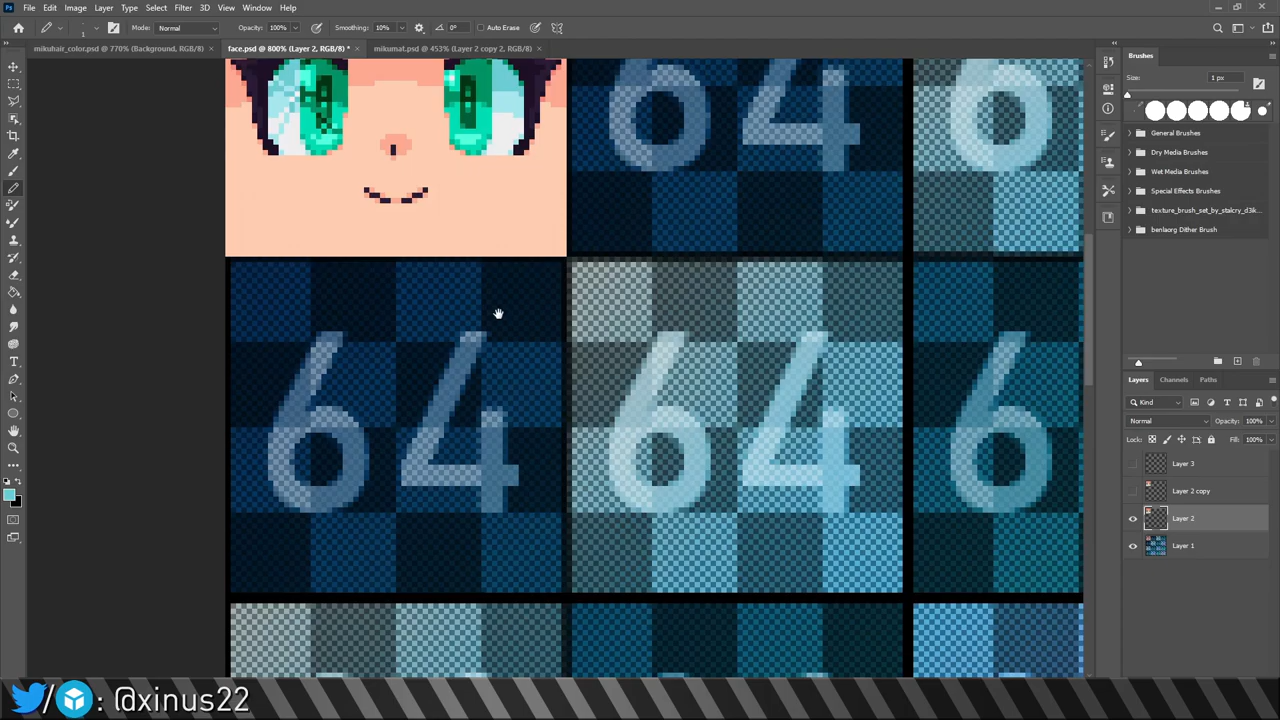 File Edit Image Layer Type Select Filter 3D View Window Help
Mode: Normal Opacity: 100% Smoothing: 10% 0° Auto Erase
mikuhair_color.psd @ 770% (Background, RGB/8) × face.psd @ 800% (Layer 2, RGB/8) * × mikumat.psd @ 453% (Layer 2 copy 2, RGB/8) ×
Brushes
Size: 1 px
General Brushes
Dry Media Brushes
Wet Media Brushes
Special Effects Brushes
texture_brush_set_by_stalcry_d3ik...
benlaorg Dither Brush
64 6
64 64 6
Layers Channels Paths
Kind
Normal Opacity: 100%
Lock: Fill: 100%
Layer 3
Layer 2 copy
Layer 2
Layer 1
/ : @xinus22